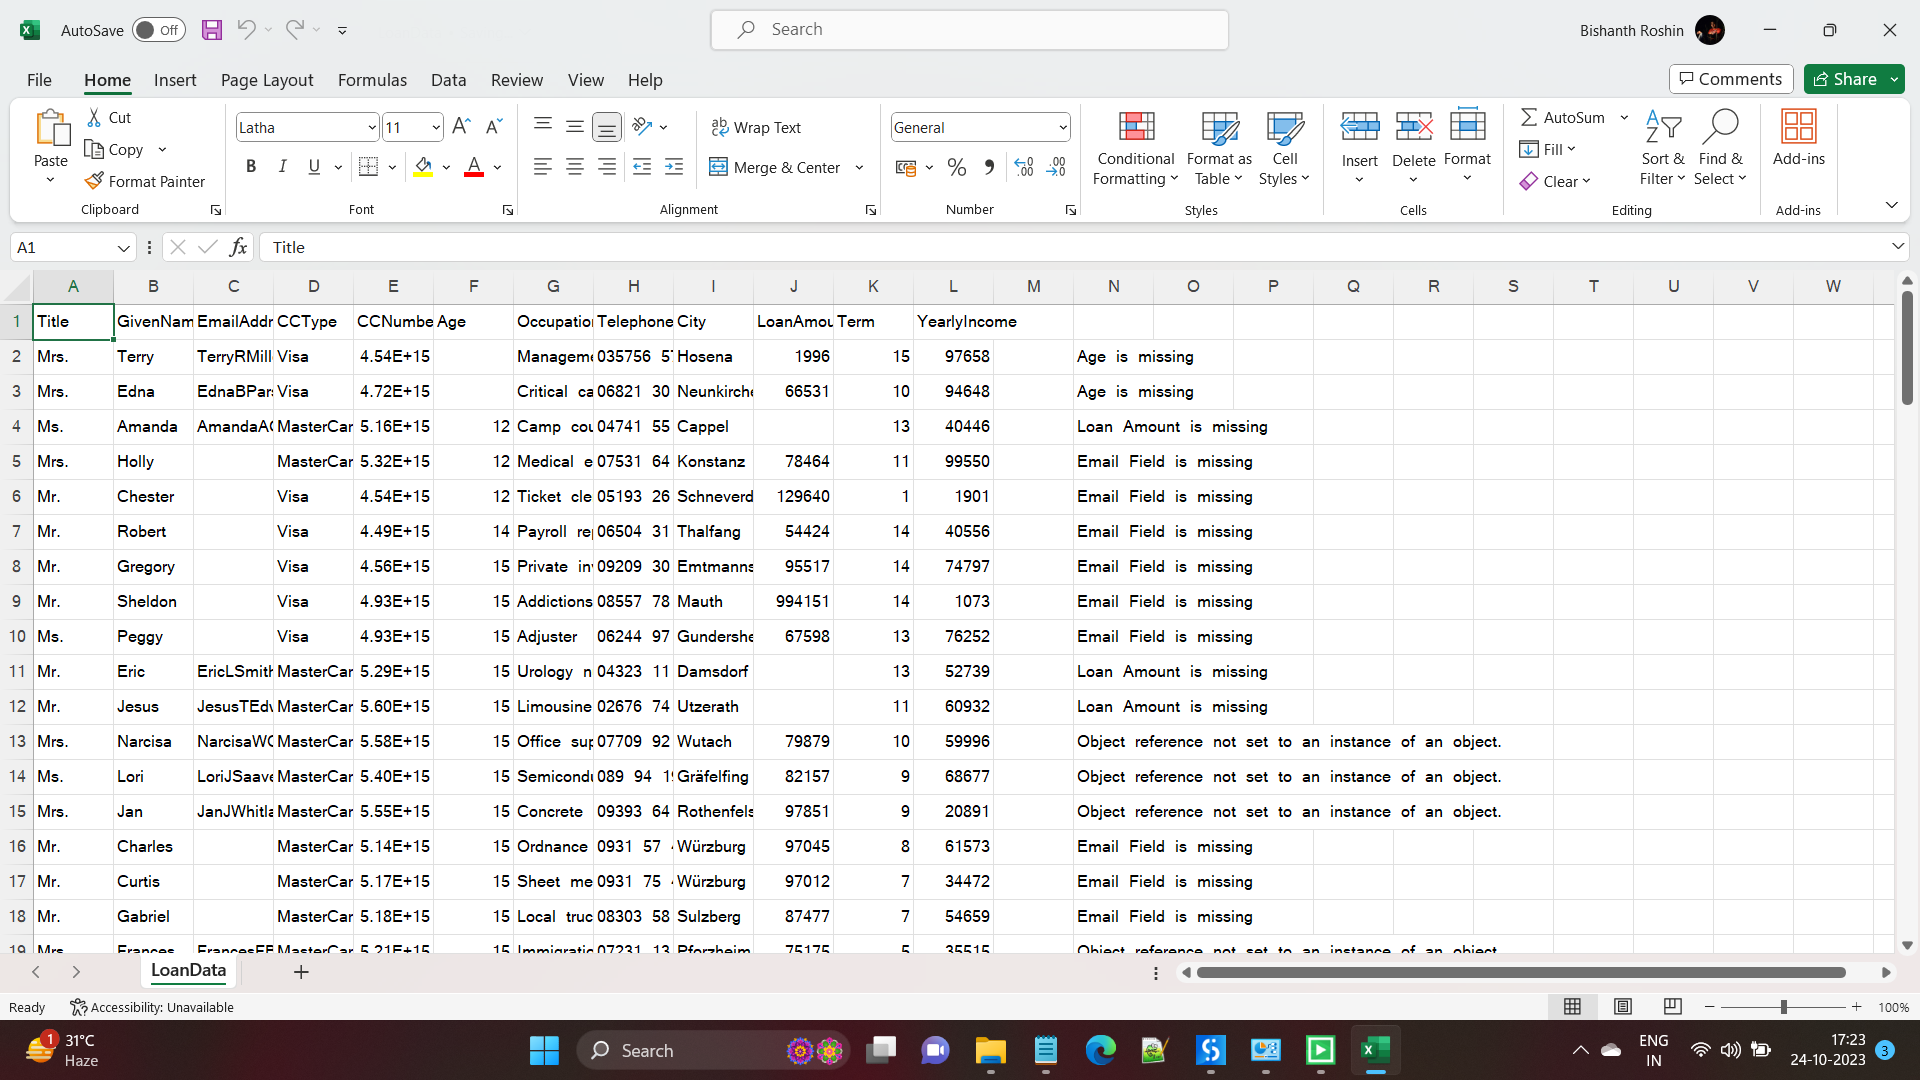 AutoSave Off Search Bishanth Roshin
File Home Insert Page Layout Formulas Data Review View Help Comments Share
Paste Cut Copy Format Painter Clipboard
Latha 11 B I U A Font
Wrap Text Merge & Center Alignment
General % Number
Conditional Formatting Format as Table Cell Styles Styles
Insert Delete Format Cells
AutoSum Fill Clear Sort & Filter Find & Select Editing
Add-ins Add-ins
A1 fx Title
A B C D E F G H I J K L M N O P Q R S T U V W
1 Title GivenNam EmailAddr CCType CCNumbe Age Occupation Telephone City LoanAmou Term YearlyIncome
2 Mrs. Terry TerryRMill Visa 4.54E+15 Manageme 035756 57 Hosena 1996 15 97658 Age is missing
3 Mrs. Edna EdnaBPars Visa 4.72E+15 Critical ca 06821 30 Neunkirche 66531 10 94648 Age is missing
4 Ms. Amanda AmandaAC MasterCar 5.16E+15 12 Camp cou 04741 55 Cappel 13 40446 Loan Amount is missing
5 Mrs. Holly MasterCar 5.32E+15 12 Medical e 07531 64 Konstanz 78464 11 99550 Email Field is missing
6 Mr. Chester Visa 4.54E+15 12 Ticket cle 05193 26 Schneverd 129640 1 1901 Email Field is missing
7 Mr. Robert Visa 4.49E+15 14 Payroll rep 06504 31 Thalfang 54424 14 40556 Email Field is missing
8 Mr. Gregory Visa 4.56E+15 15 Private inv 09209 30 Emtmanns 95517 14 74797 Email Field is missing
9 Mr. Sheldon Visa 4.93E+15 15 Addictions 08557 78 Mauth 994151 14 1073 Email Field is missing
10 Ms. Peggy Visa 4.93E+15 15 Adjuster 06244 97 Gundershe 67598 13 76252 Email Field is missing
11 Mr. Eric EricLSmith MasterCar 5.29E+15 15 Urology n 04323 11 Damsdorf 13 52739 Loan Amount is missing
12 Mr. Jesus JesusTEdw MasterCar 5.60E+15 15 Limousine 02676 74 Utzerath 11 60932 Loan Amount is missing
13 Mrs. Narcisa NarcisaWC MasterCar 5.58E+15 15 Office sup 07709 92 Wutach 79879 10 59996 Object reference not set to an instance of an object.
14 Ms. Lori LoriJSaave MasterCar 5.40E+15 15 Semicondu 089 94 19 Gräfelfing 82157 9 68677 Object reference not set to an instance of an object.
15 Mrs. Jan JanJWhitla MasterCar 5.55E+15 15 Concrete 09393 64 Rothenfels 97851 9 20891 Object reference not set to an instance of an object.
16 Mr. Charles MasterCar 5.14E+15 15 Ordnance 0931 57 Würzburg 97045 8 61573 Email Field is missing
17 Mr. Curtis MasterCar 5.17E+15 15 Sheet me 0931 75 Würzburg 97012 7 34472 Email Field is missing
18 Mr. Gabriel MasterCar 5.18E+15 15 Local truc 08303 58 Sulzberg 87477 7 54659 Email Field is missing
19 Mrs. Frances FrancesFB MasterCar 5.21E+15 15 Immigratio 07231 13 Pforzheim 75175 5 35515 Object reference not set to an instance of an object.
LoanData
Ready Accessibility: Unavailable 100%
1 31°C Search ENG 17:23
Haze IN 24-10-2023 3